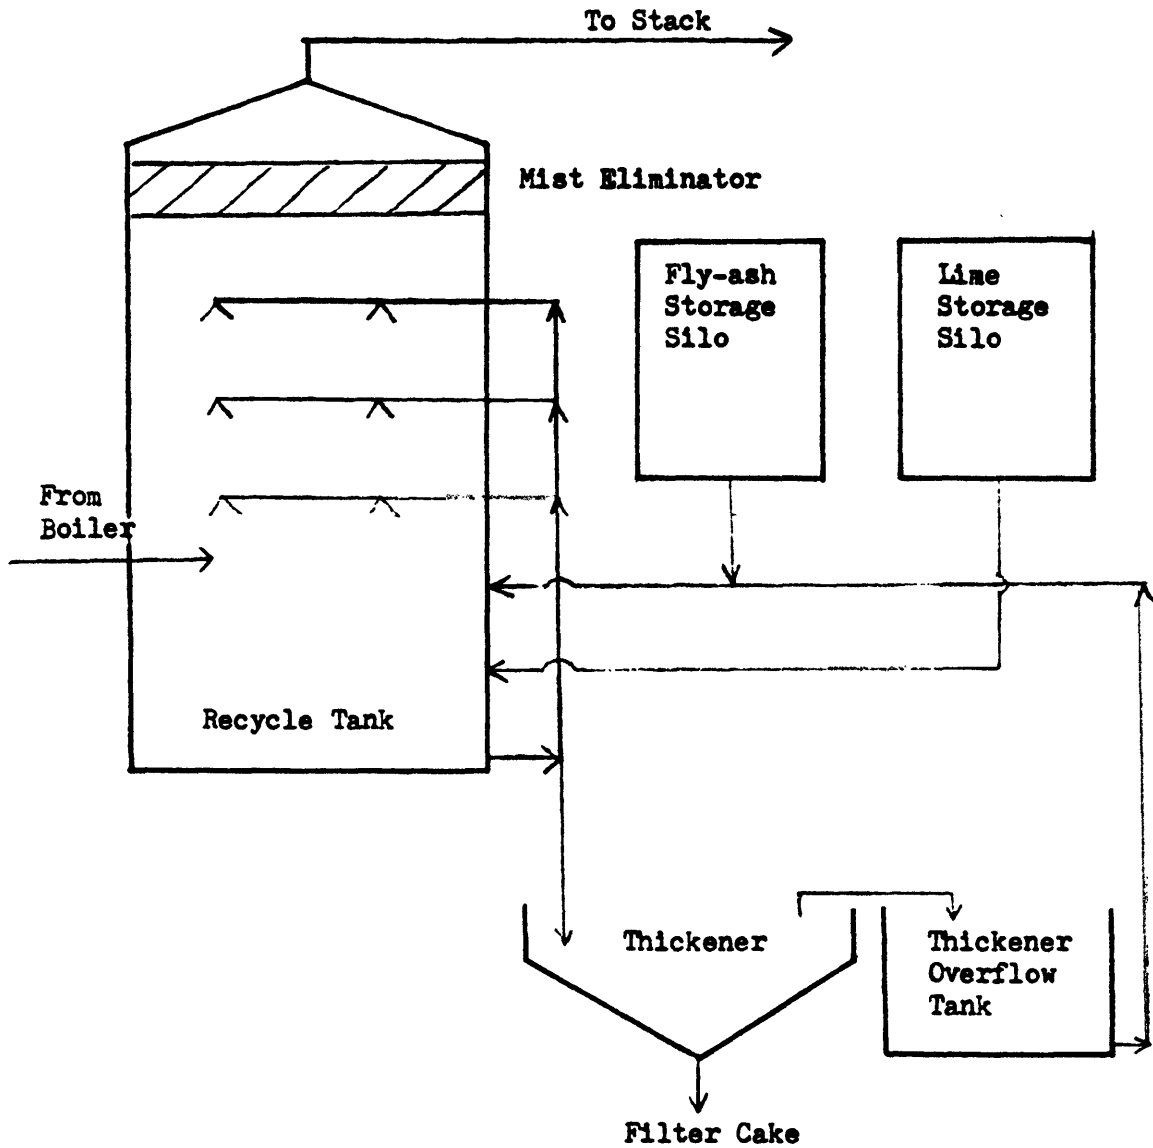 To Stack
Mist Eliminator
Fly-ash
Storage
Silo
Lime
Storage
Silo
From
Boiler
Recycle Tank
Thickener
Thickener
Overflow
Tank
Filter Cake